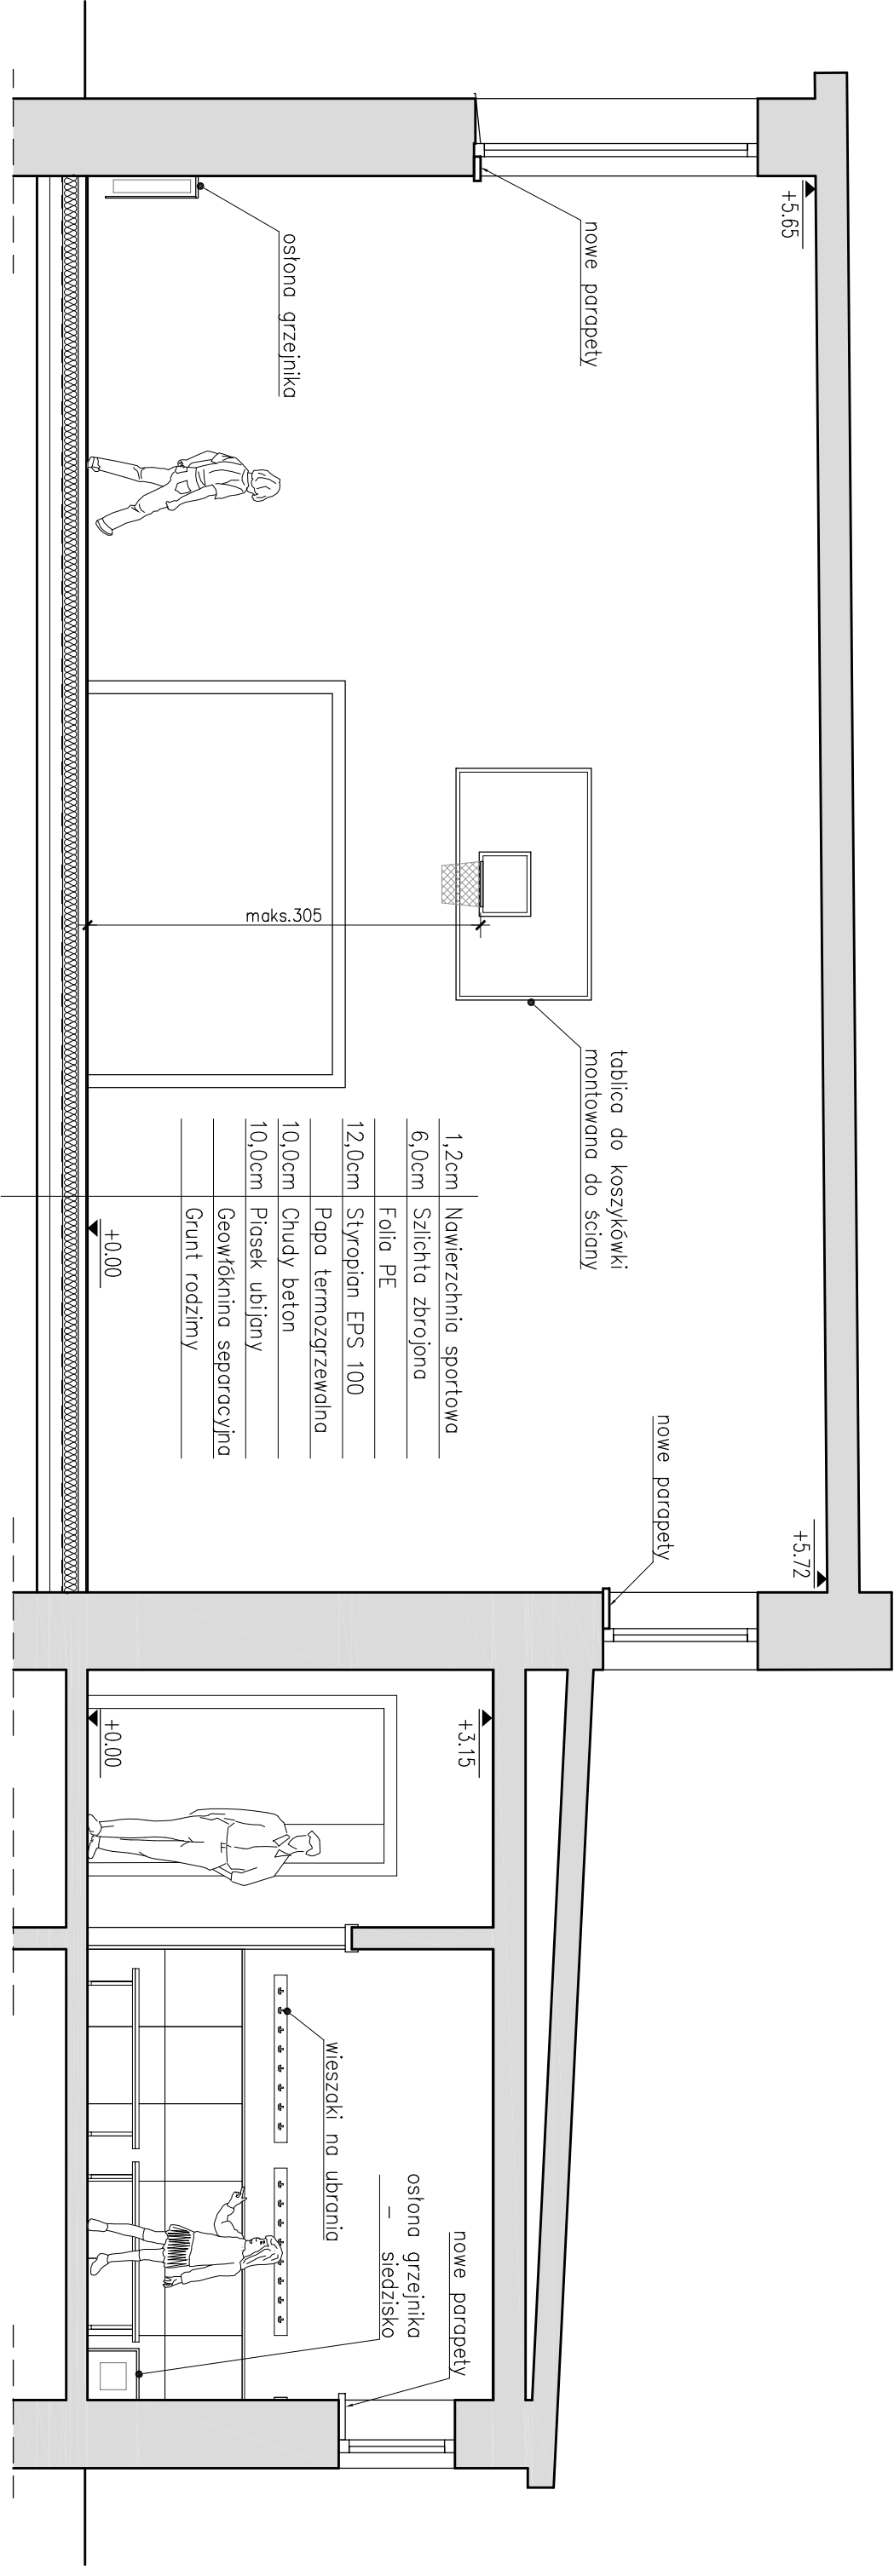 +5.65
nowe parapety
osłona grzejnika
maks.305
tablica do koszykówki
montowana do ściany
1,2cm Nawierzchnia sportowa
6,0cm Szlichta zbrojona
Folia PE
12,0cm Styropian EPS 100
Papa termozgrzewalna
10,0cm Chudy beton
10,0cm Piasek ubijany
Geowłóknina separacyjna
Grunt rodzimy
+0.00
nowe parapety
+5.72
+3.15
+0.00
wieszaki na ubrania
osłona grzejnika
– siedzisko
nowe parapety